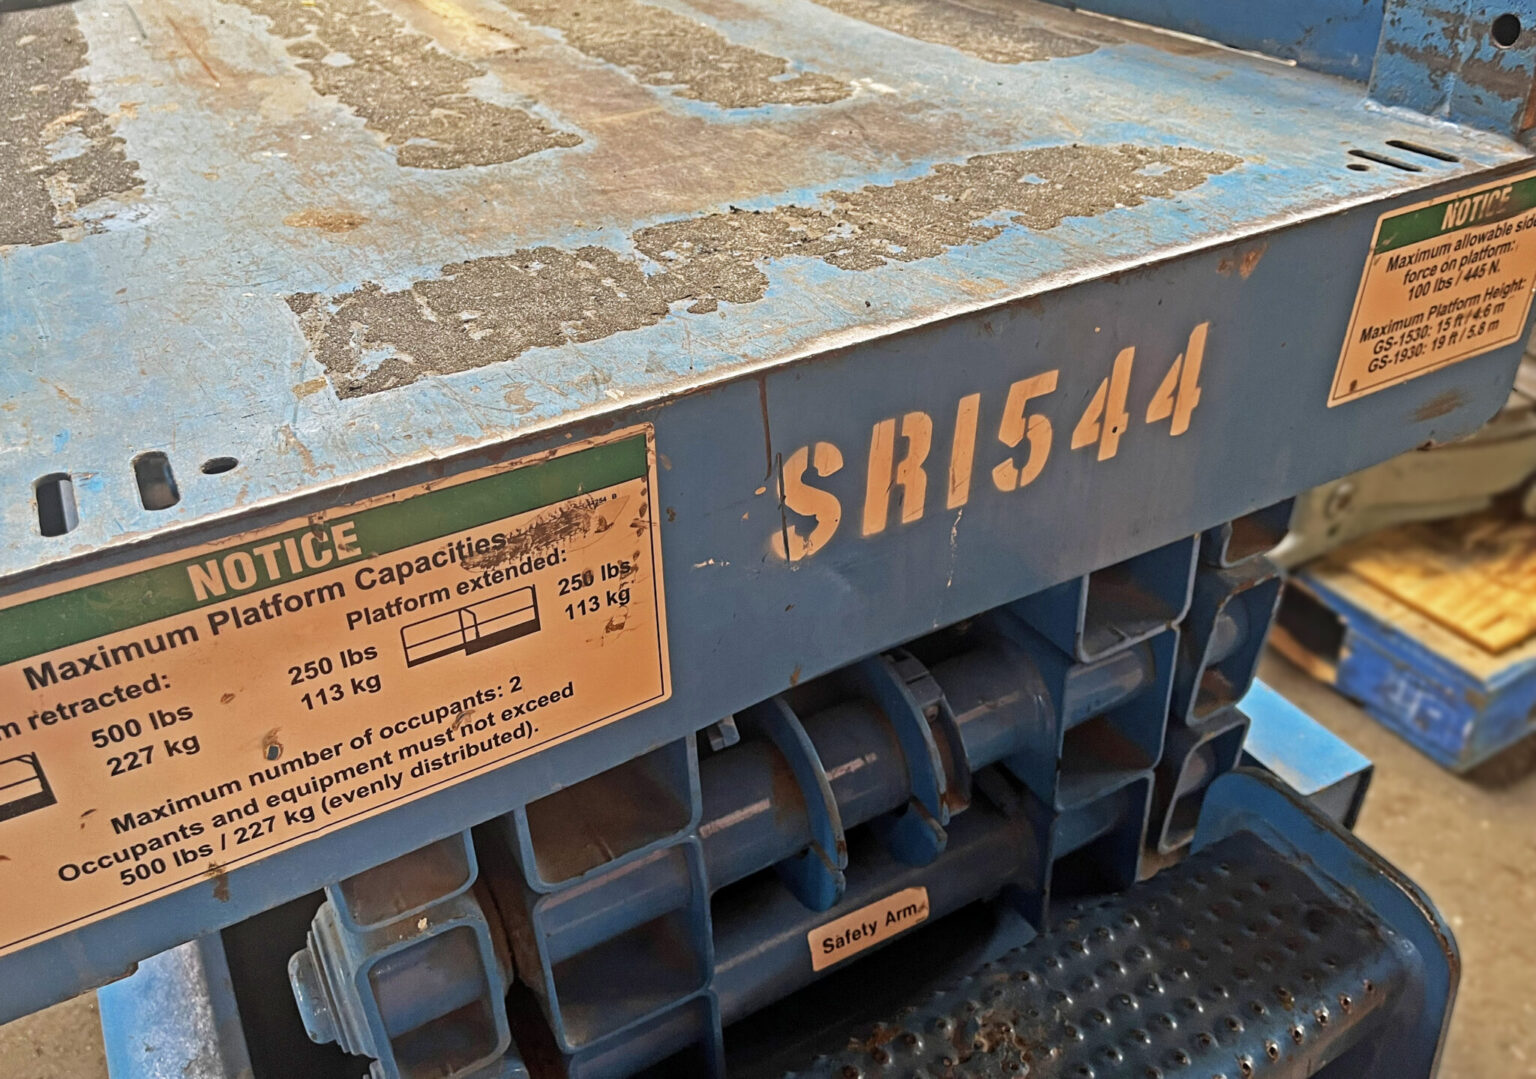 NOTICE
Maximum Platform Capacities
retracted:
500 lbs
227 kg
Platform extended:
250 lbs
113 kg
250 lbs
113 kg
Maximum number of occupants: 2
Occupants and equipment must not exceed
500 lbs / 227 kg (evenly distributed).
SRI544
NOTICE
Maximum allowable
force on platform:
100 lbs / 445 N.
Maximum Platform Height:
GS-1530: 15 ft / 4.6 m
GS-1930: 19 ft / 5.8 m
Safety Arm